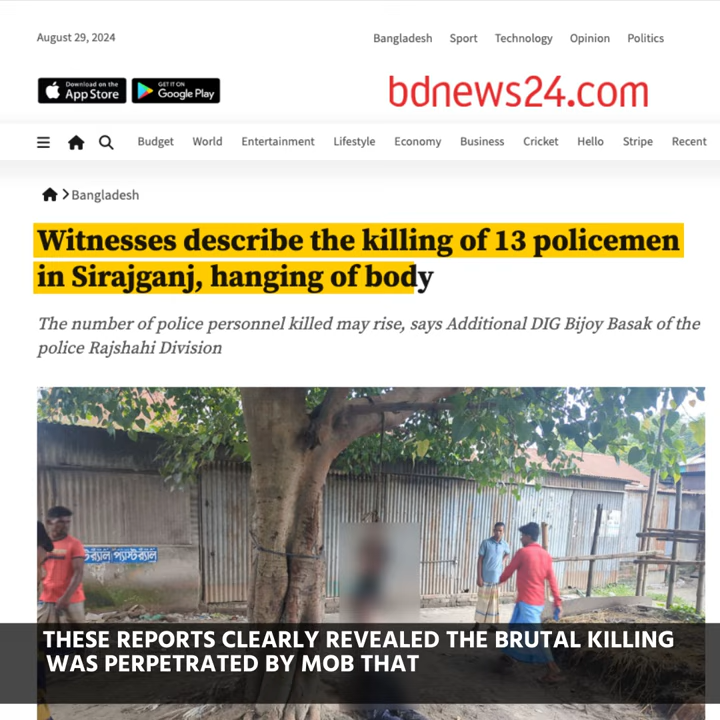 August 29, 2024
Bangladesh Sport Technology Opinion Politics
Download on the App Store GET IT ON Google Play
bdnews24.com
Budget World Entertainment Lifestyle Economy Business Cricket Hello Stripe Recent
Bangladesh
Witnesses describe the killing of 13 policemen
in Sirajganj, hanging of body
The number of police personnel killed may rise, says Additional DIG Bijoy Basak of the
police Rajshahi Division
THESE REPORTS CLEARLY REVEALED THE BRUTAL KILLING
WAS PERPETRATED BY MOB THAT